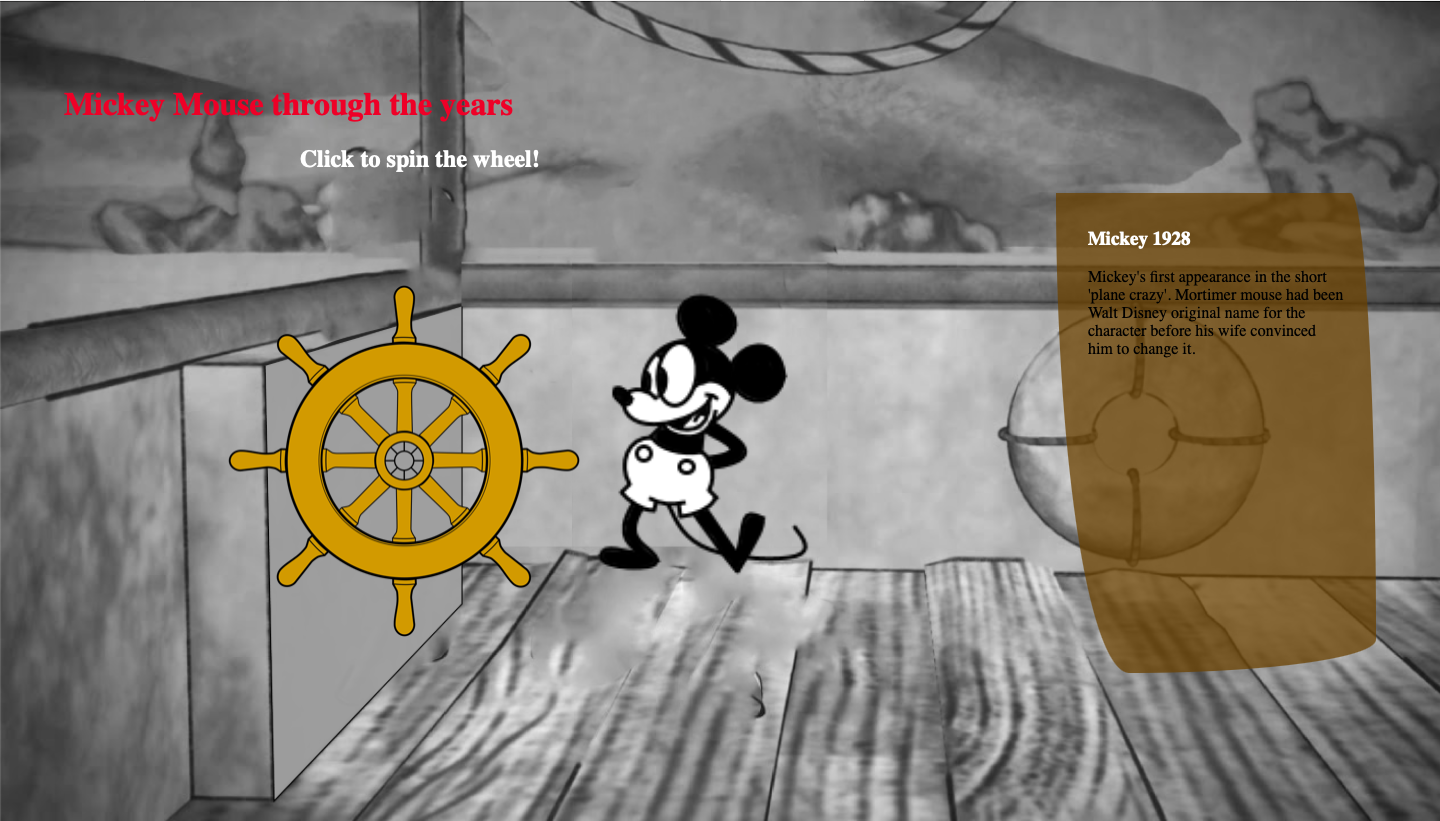 Mickey Mouse through the years
Click to spin the wheel!
Mickey 1928
Mickey's first appearance in the short
'plane crazy'. Mortimer mouse had been
Walt Disney original name for the
character before his wife convinced
him to change it.